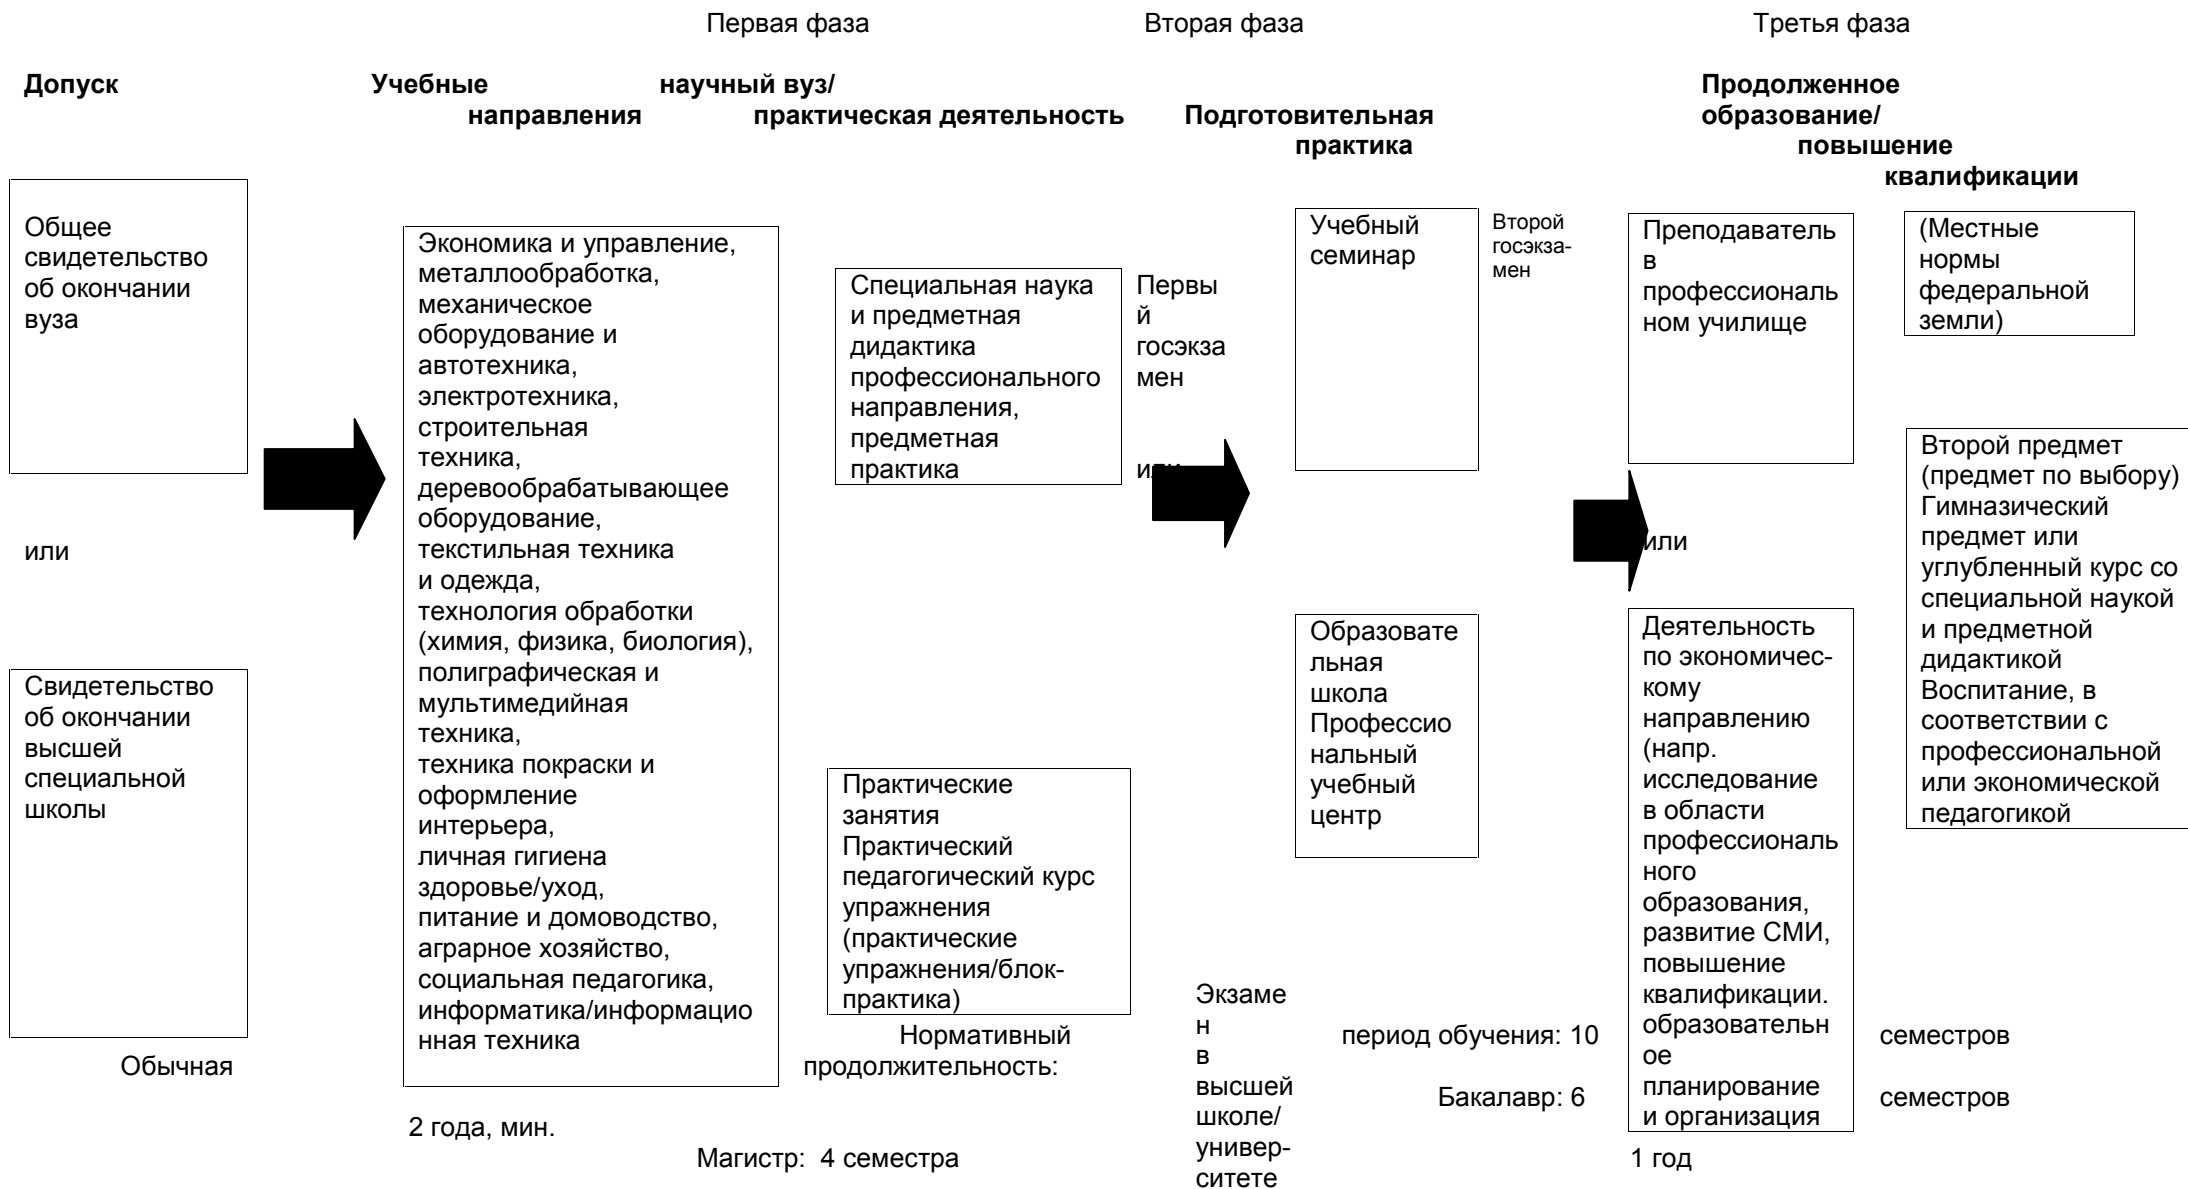 Первая фаза
Вторая фаза
Третья фаза
Допуск
Учебные
направления
научный вуз/
практическая деятельность
Подготовительная
практика
Продолженное
образование/
повышение
квалификации
Общее
свидетельство
об окончании
вуза
или
Свидетельство
об окончании
высшей
специальной
школы
Экономика и управление,
металлообработка,
механическое
оборудование и
автотехника,
электротехника,
строительная
техника,
деревообрабатывающее
оборудование,
текстильная техника
и одежда,
технология обработки
(химия, физика, биология),
полиграфическая и
мультимедийная
техника,
техника покраски и
оформление
интерьера,
личная гигиена
здоровье/уход,
питание и домоводство,
аграрное хозяйство,
социальная педагогика,
информатика/информацио
нная техника
Специальная наука
и предметная
дидактика
профессионального
направления,
предметная
практика
Практические
занятия
Практический
педагогический курс
упражнения
(практические
упражнения/блок-
практика)
Первы
й
госэкза
мен
или
Экзаме
н
в
высшей
школе/
универ-
ситете
Учебный
семинар
Второй
госэкза-
мен
Образовате
льная
школа
Профессио
нальный
учебный
центр
Преподаватель
в
профессиональ
ном училище
или
Деятельность
по экономичес-
кому
направлению
(напр.
исследование
в области
профессиональ
ного
образования,
развитие СМИ,
повышение
квалификации.
образовательн
ое
планирование
и организация
(Местные
нормы
федеральной
земли)
Второй предмет
(предмет по выбору)
Гимназический
предмет или
углубленный курс со
специальной наукой
и предметной
дидактикой
Воспитание, в
соответствии с
профессиональной
или экономической
педагогикой
Нормативный
период обучения: 10
семестров
Обычная
продолжительность:
Бакалавр: 6
семестров
2 года, мин.
Магистр: 4 семестра
1 год